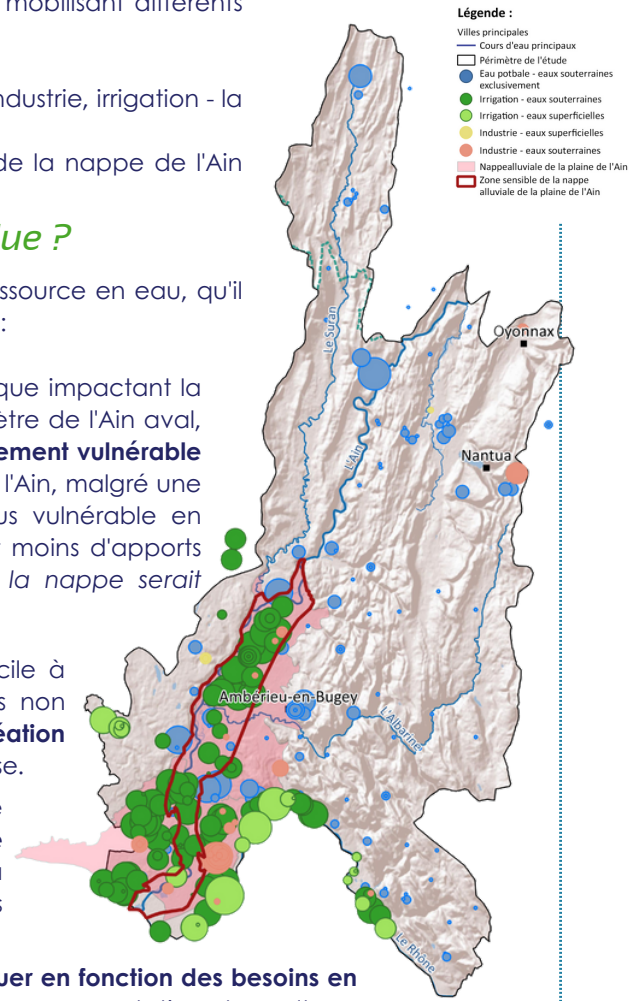 mobilisant différents
ndustrie, irrigation - la
de la nappe de l'Ain
ue ?
essource en eau, qu'il
:
que impactant la
ètre de l'Ain aval,
ement vulnérable
l'Ain, malgré une
us vulnérable en
moins d'apports
la nappe serait
cile à
s non
éation
se.
uer en fonction des besoins en
Légende :
Villes principales
Cours d'eau principaux
Périmètre de l'étude
Eau potbale - eaux souterraines
exclusivement
Irrigation - eaux souterraines
Irrigation - eaux superficielles
Industrie - eaux superficielles
Industrie - eaux souterraines
Nappealluviale de la plaine de l'Ain
Zone sensible de la nappe
alluviale de la plaine de l'Ain
Le Suran
Oyonnax
L'Ain
Nantua
Ambérieu-en-Bugey
L'Albarine
Le Rhône